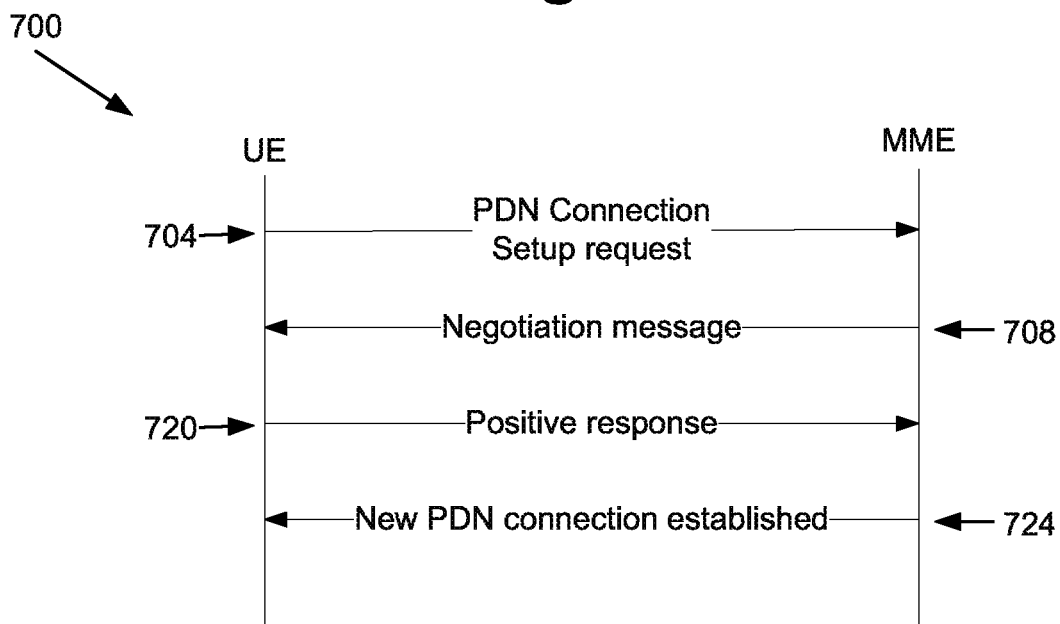 700
UE
MME
704
PDN Connection
Setup request
Negotiation message
708
720
Positive response
New PDN connection established
724